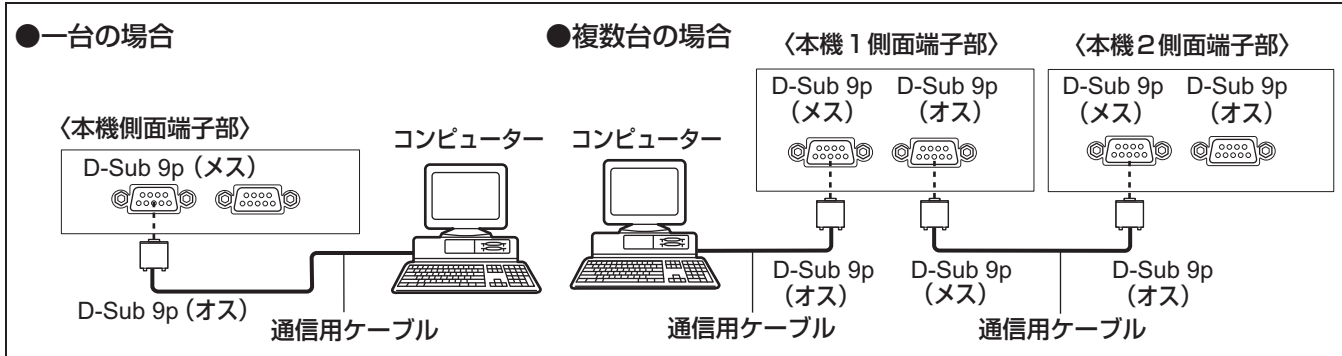 ●一台の場合
〈本機側面端子部〉
D-Sub 9p（メス）
コンピューター
D-Sub 9p（オス）
通信用ケーブル
●複数台の場合
〈本機１側面端子部〉
〈本機２側面端子部〉
D-Sub 9p
（メス）
D-Sub 9p
（オス）
D-Sub 9p
（メス）
D-Sub 9p
（オス）
コンピューター
D-Sub 9p
（オス）
D-Sub 9p
（メス）
D-Sub 9p
（オス）
通信用ケーブル
通信用ケーブル